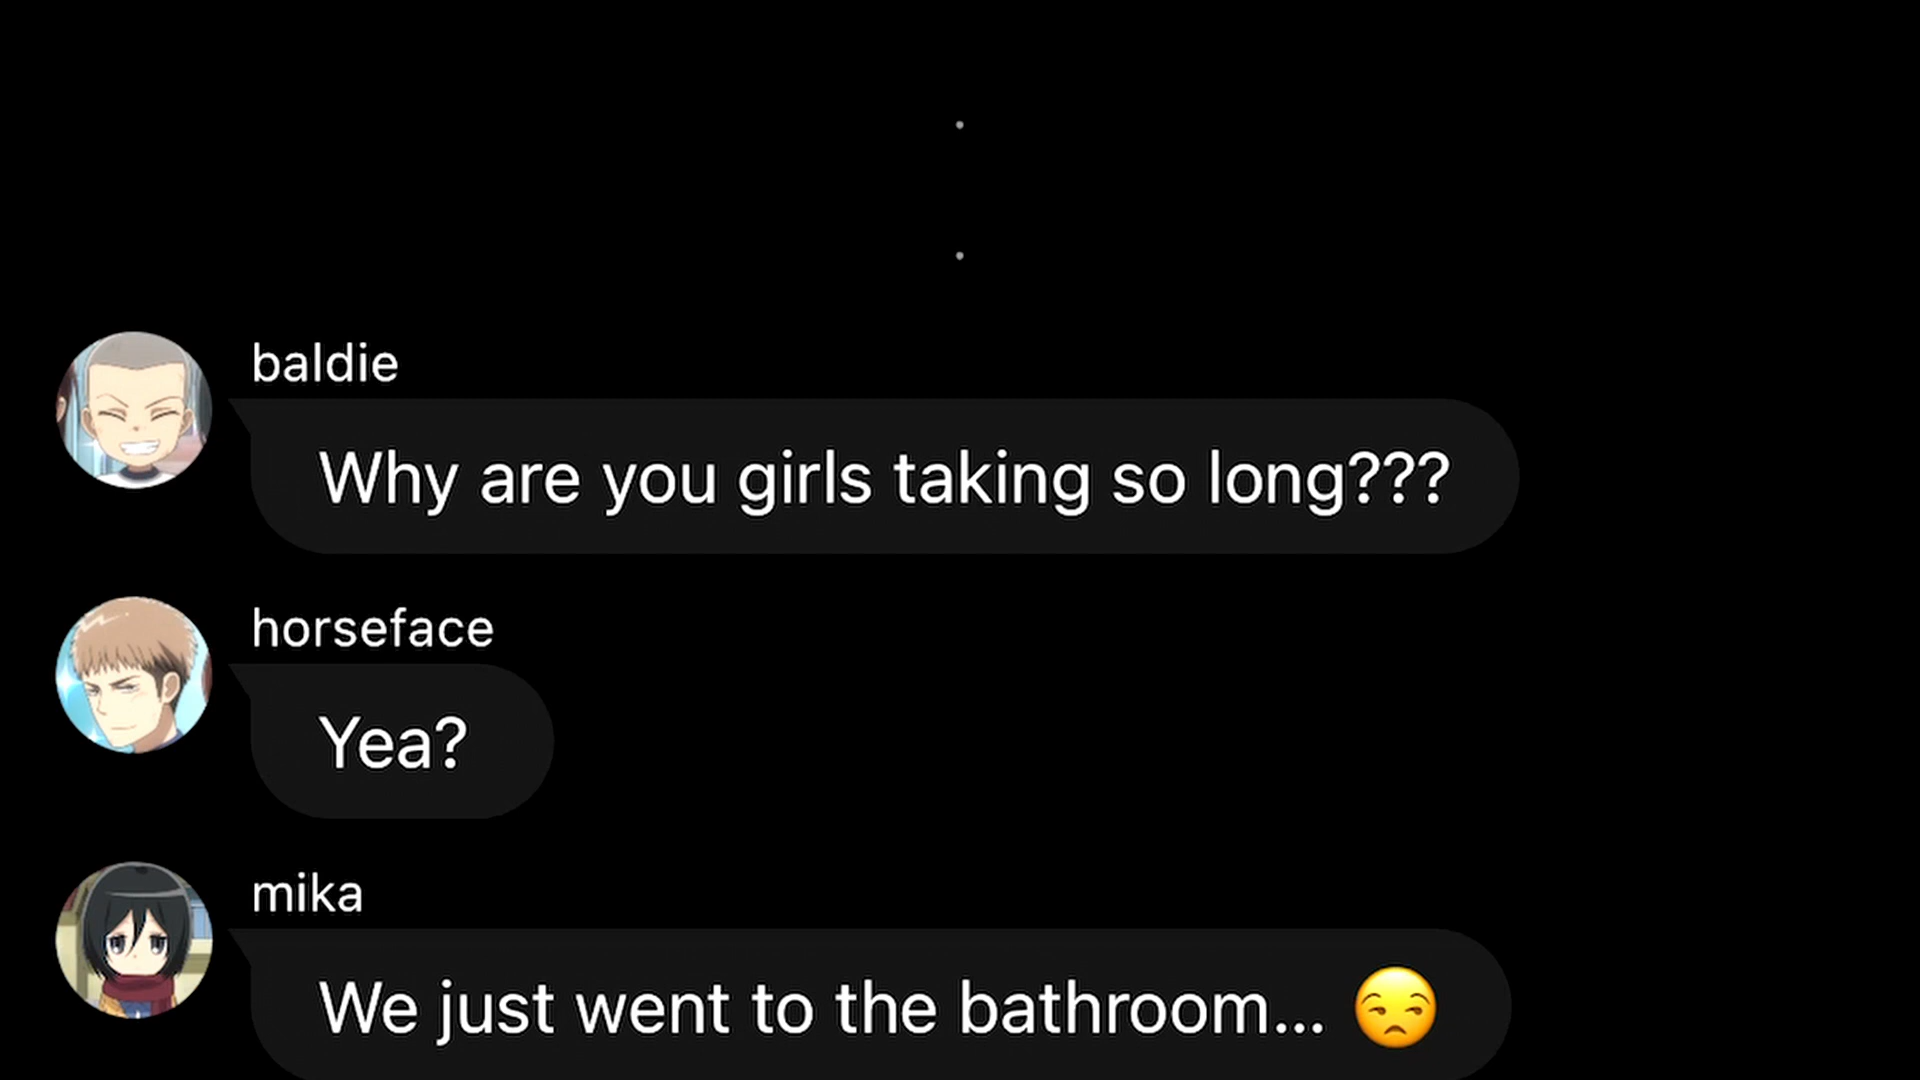 .
.
baldie
Why are you girls taking so long???
horseface
Yea?
mika
We just went to the bathroom... 😒